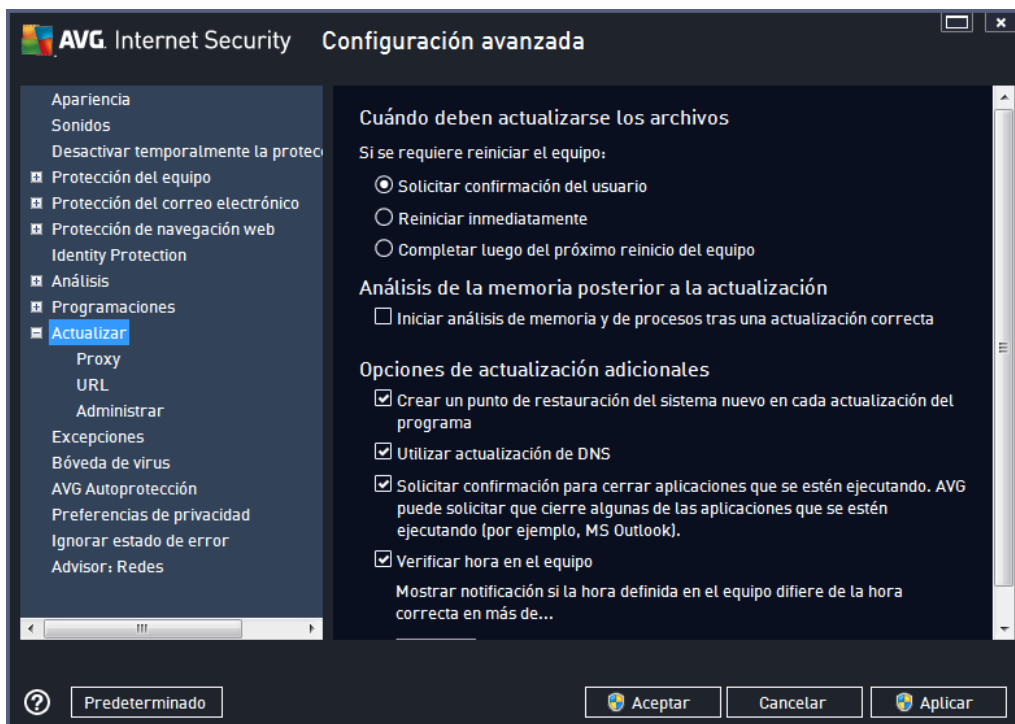 AVG. Internet Security Configuración avanzada
Apariencia
Sonidos
Desactivar temporalmente la protec
Protección del equipo
Protección del correo electrónico
Protección de navegación web
Identity Protection
Análisis
Programaciones
Actualizar
Proxy
URL
Administrar
Excepciones
Bóveda de virus
AVG Autoprotección
Preferencias de privacidad
Ignorar estado de error
Advisor: Redes
Cuándo deben actualizarse los archivos
Si se requiere reiniciar el equipo:
Solicitar confirmación del usuario
Reiniciar inmediatamente
Completar luego del próximo reinicio del equipo
Análisis de la memoria posterior a la actualización
Iniciar análisis de memoria y de procesos tras una actualización correcta
Opciones de actualización adicionales
Crear un punto de restauración del sistema nuevo en cada actualización del
programa
Utilizar actualización de DNS
Solicitar confirmación para cerrar aplicaciones que se estén ejecutando. AVG
puede solicitar que cierre algunas de las aplicaciones que se estén
ejecutando (por ejemplo, MS Outlook).
Verificar hora en el equipo
Mostrar notificación si la hora definida en el equipo difiere de la hora
correcta en más de...
? Predeterminado Aceptar Cancelar Aplicar